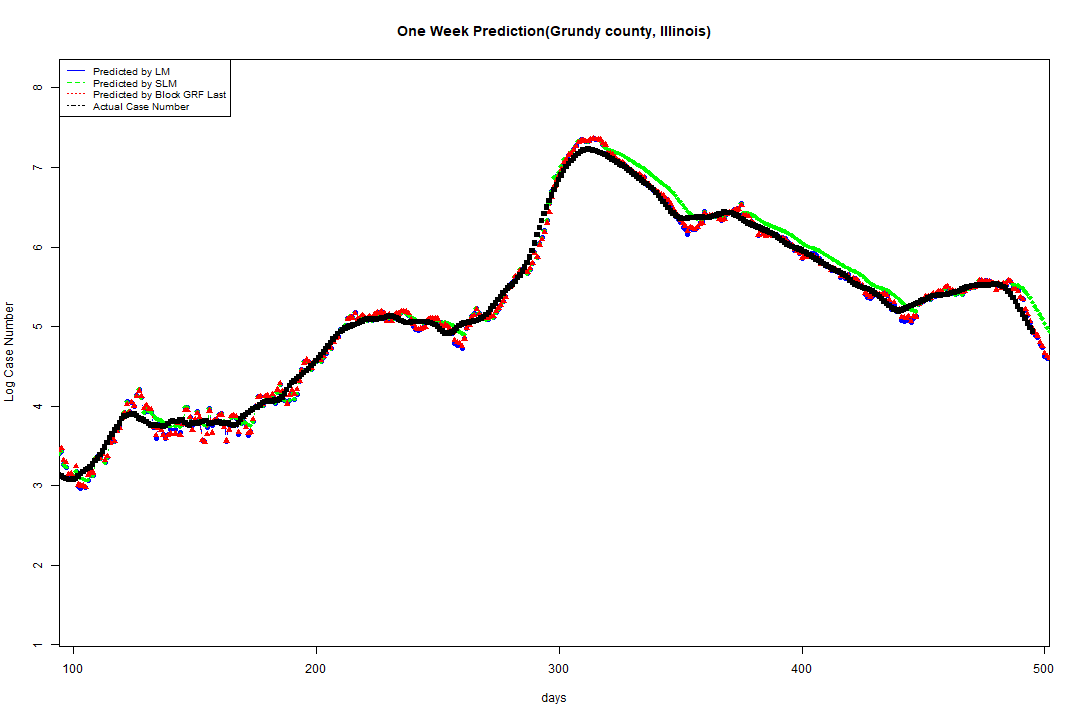 One Week Prediction(Grundy county, Illinois)
Predicted by LM
Predicted by SLM
Predicted by Block GRF Last
Actual Case Number
8
7
6
5
4
3
2
1
Log Case Number
100 200 300 400 500
days